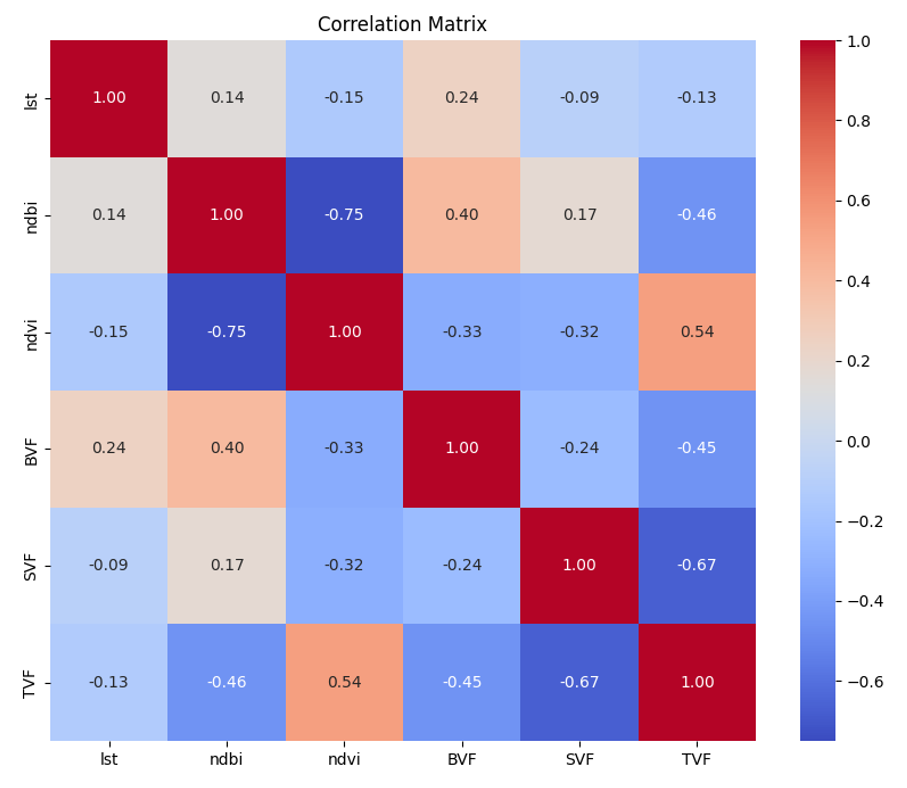 Correlation Matrix
lst 1.00 0.14 -0.15 0.24 -0.09 -0.13
ndbi 0.14 1.00 -0.75 0.40 0.17 -0.46
ndvi -0.15 -0.75 1.00 -0.33 -0.32 0.54
BVF 0.24 0.40 -0.33 1.00 -0.24 -0.45
SVF -0.09 0.17 -0.32 -0.24 1.00 -0.67
TVF -0.13 -0.46 0.54 -0.45 -0.67 1.00
lst ndbi ndvi BVF SVF TVF
1.0
0.8
0.6
0.4
0.2
0.0
−0.2
−0.4
−0.6